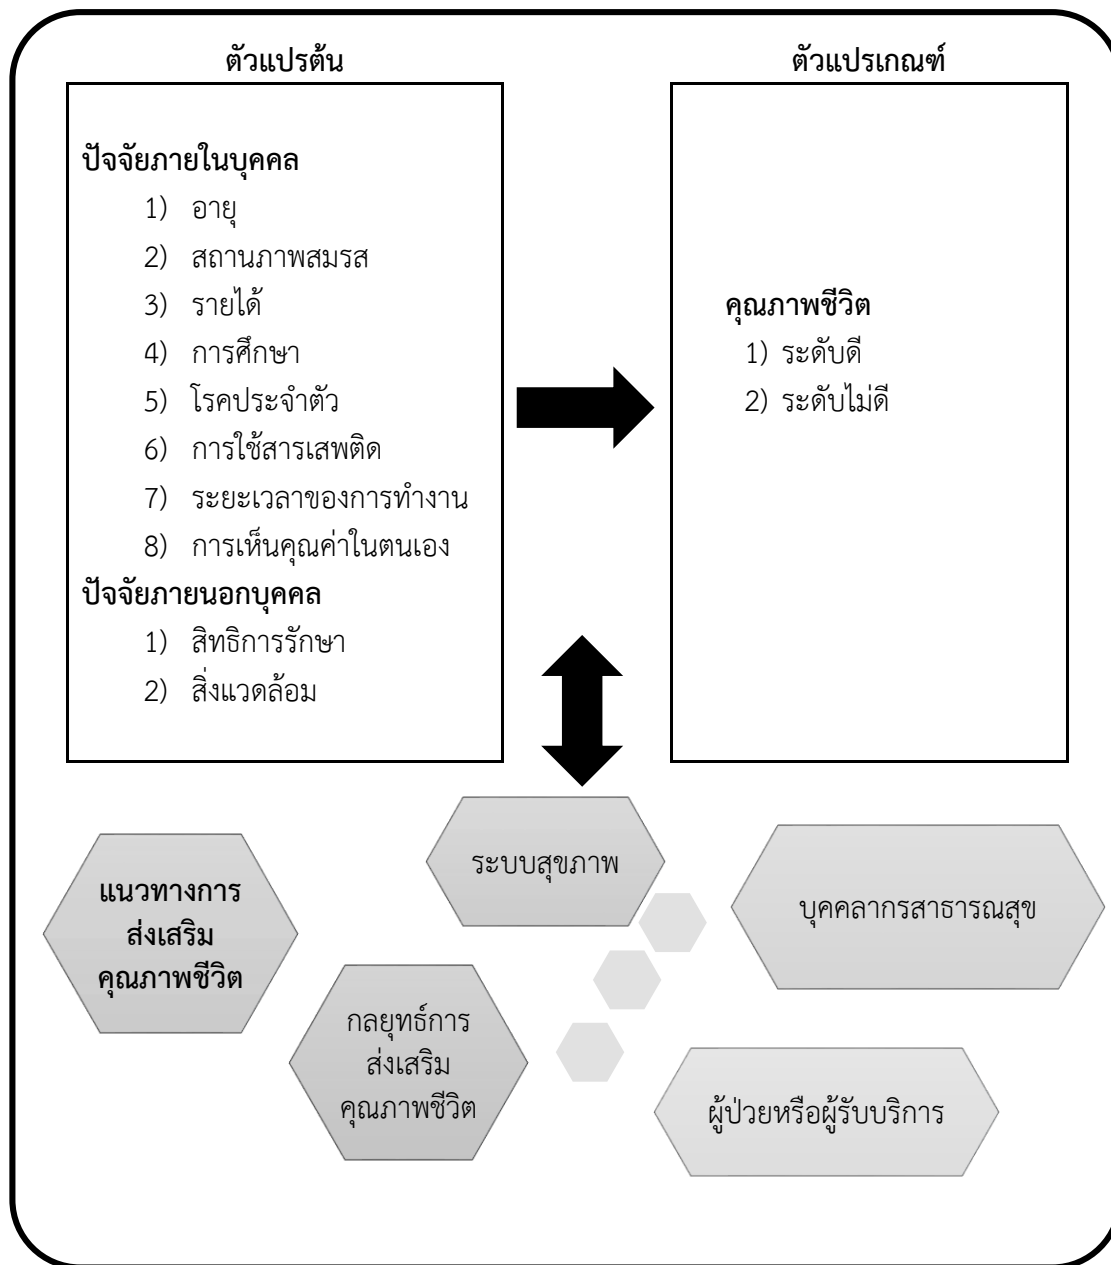 ตัวแปรต้น
ปัจจัยภายในบุคคล
1) อายุ
2) สถานภาพสมรส
3) รายได้
4) การศึกษา
5) โรคประจำตัว
6) การใช้สารเสพติด
7) ระยะเวลาของการทำงาน
8) การเห็นคุณค่าในตนเอง
ปัจจัยภายนอกบุคคล
1) สิทธิการรักษา
2) สิ่งแวดล้อม
ตัวแปรเกณฑ์
คุณภาพชีวิต
1) ระดับดี
2) ระดับไม่ดี
แนวทางการ
ส่งเสริม
คุณภาพชีวิต
กลยุทธ์การ
ส่งเสริม
คุณภาพชีวิต
ระบบสุขภาพ
บุคคลากรสาธารณสุข
ผู้ป่วยหรือผู้รับบริการ